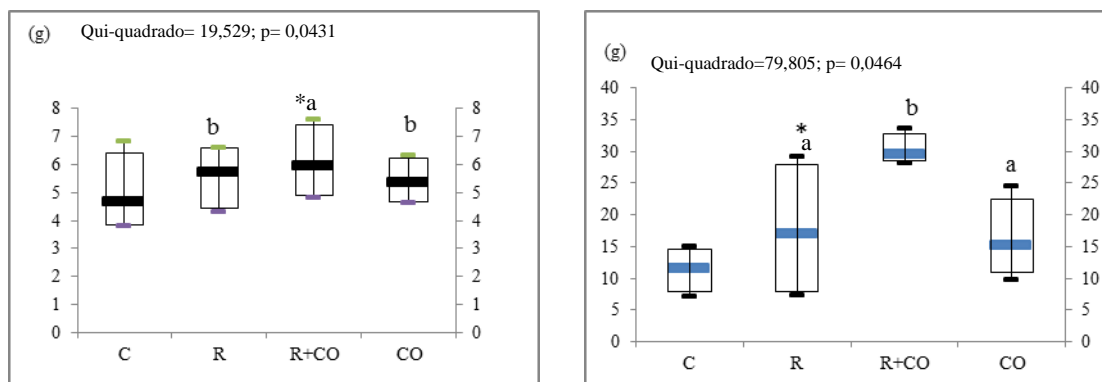 (g) Qui-quadrado= 19,529; p= 0,0431
8 8
7 7
6 6
5 5
4 4
3 3
2 2
1 1
0 0
b *a b
C R R+CO CO
(g)
Qui-quadrado=79,805; p= 0,0464
40 40
35 35
30 30
25 25
20 20
15 15
10 10
5 5
0 0
*
a b a
C R R+CO CO